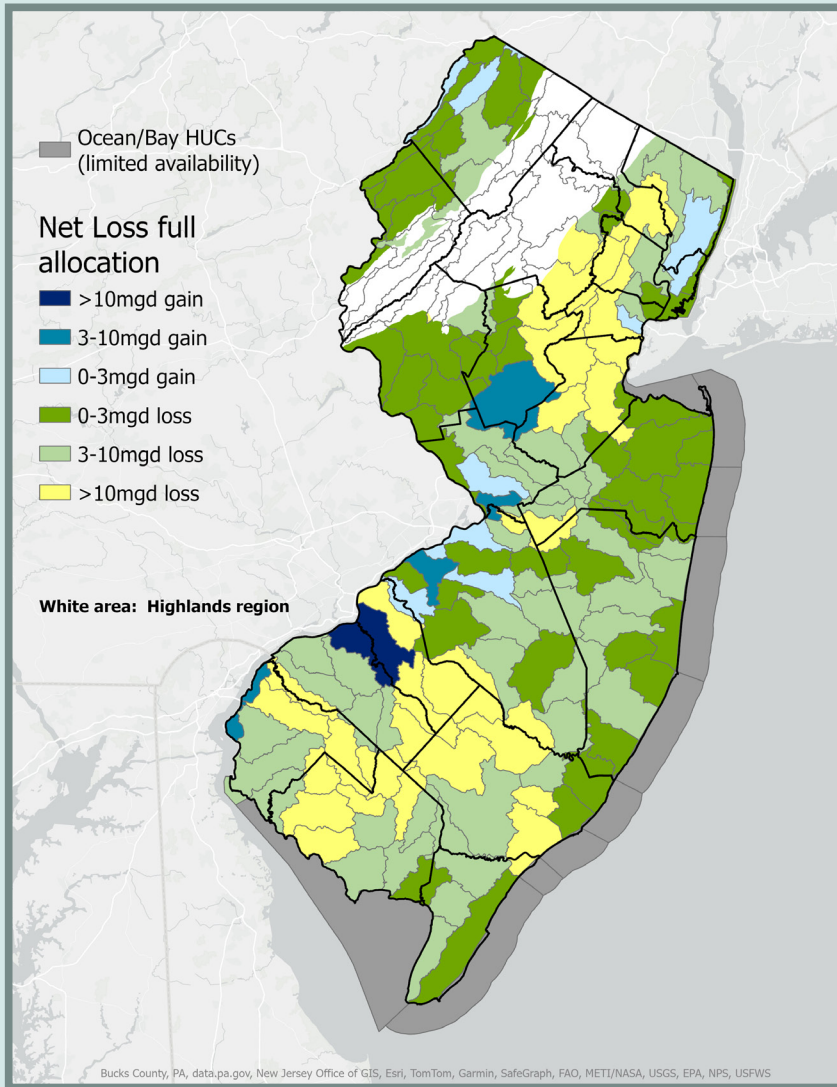 Ocean/Bay HUCs
(limited availability)
Net Loss full
allocation
>10mgd gain
3-10mgd gain
0-3mgd gain
0-3mgd loss
3-10mgd loss
>10mgd loss
White area: Highlands region
Bucks County, PA, data.pa.gov, New Jersey Office of GIS, Esri, TomTom, Garmin, SafeGraph, FAO, METI/NASA, USGS, EPA, NPS, USFWS